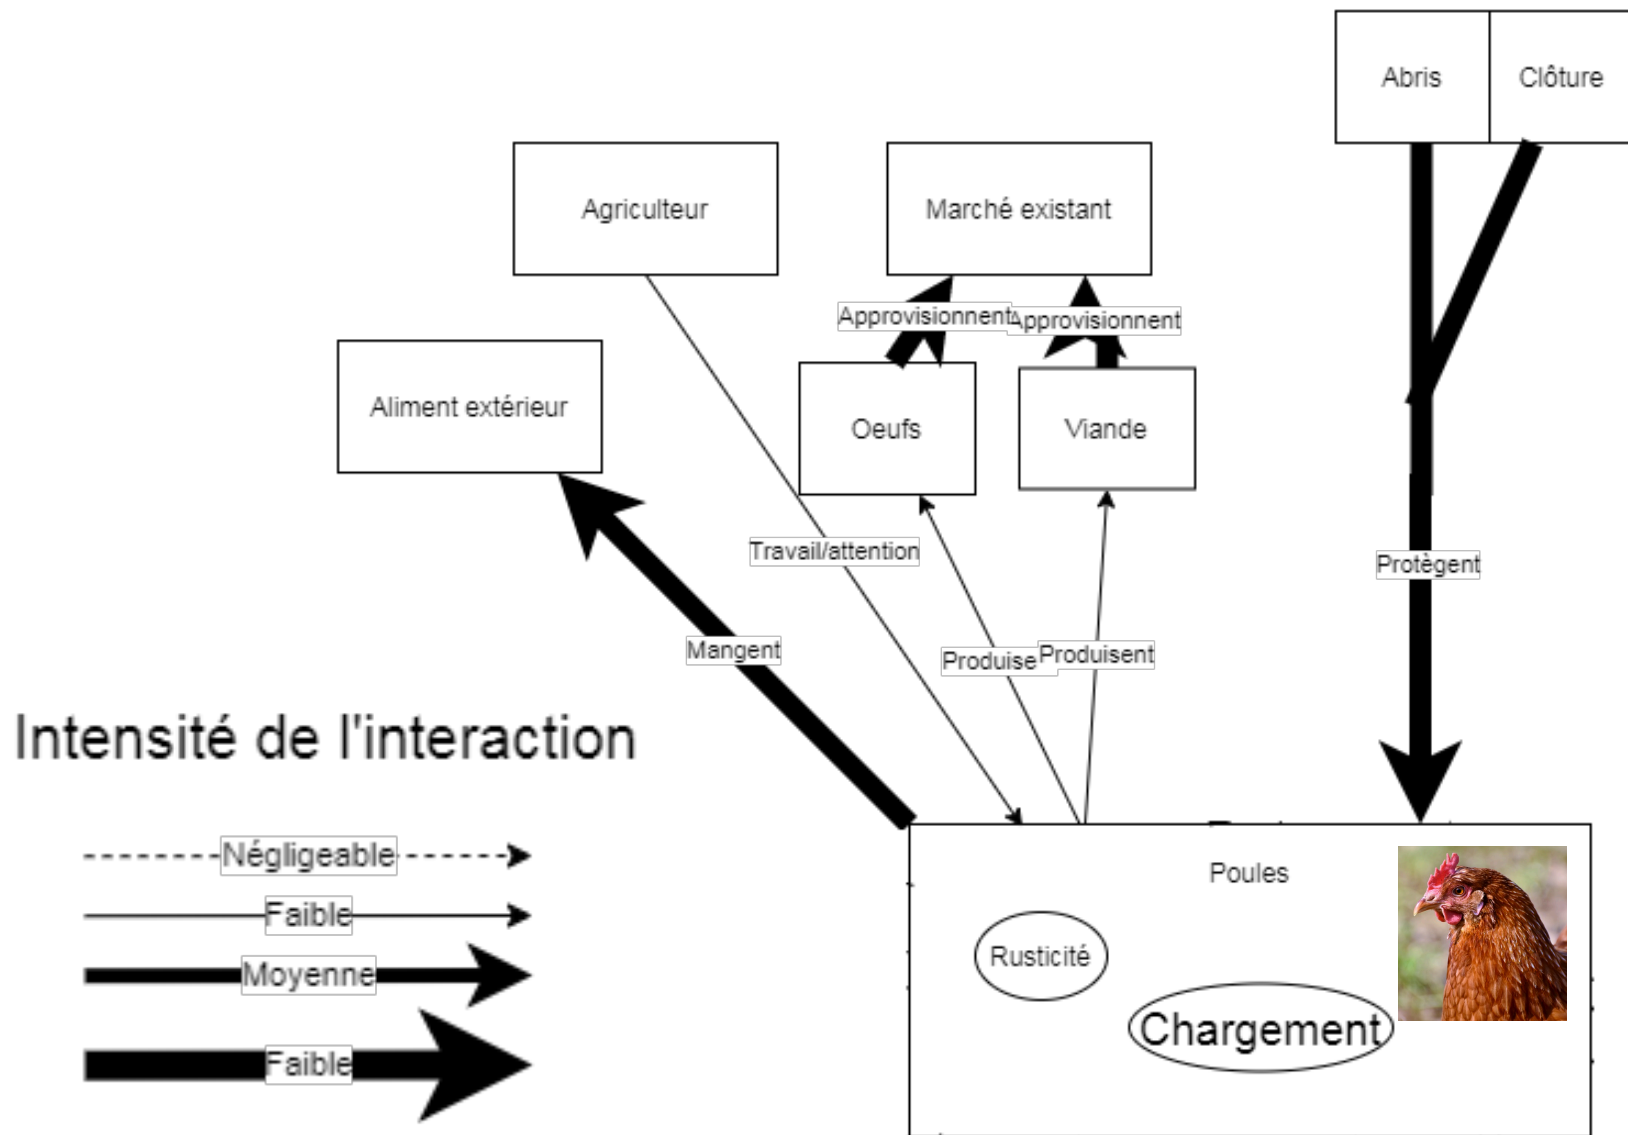 Abris
Clôture
Agriculteur
Marché existant
Approvisionnent
Approvisionnent
Aliment extérieur
Oeufs
Viande
Travail/attention
Protègent
Mangent
Produise
Produisent
Intensité de l'interaction
Négligeable
Faible
Moyenne
Faible
Poules
Rusticité
Chargement